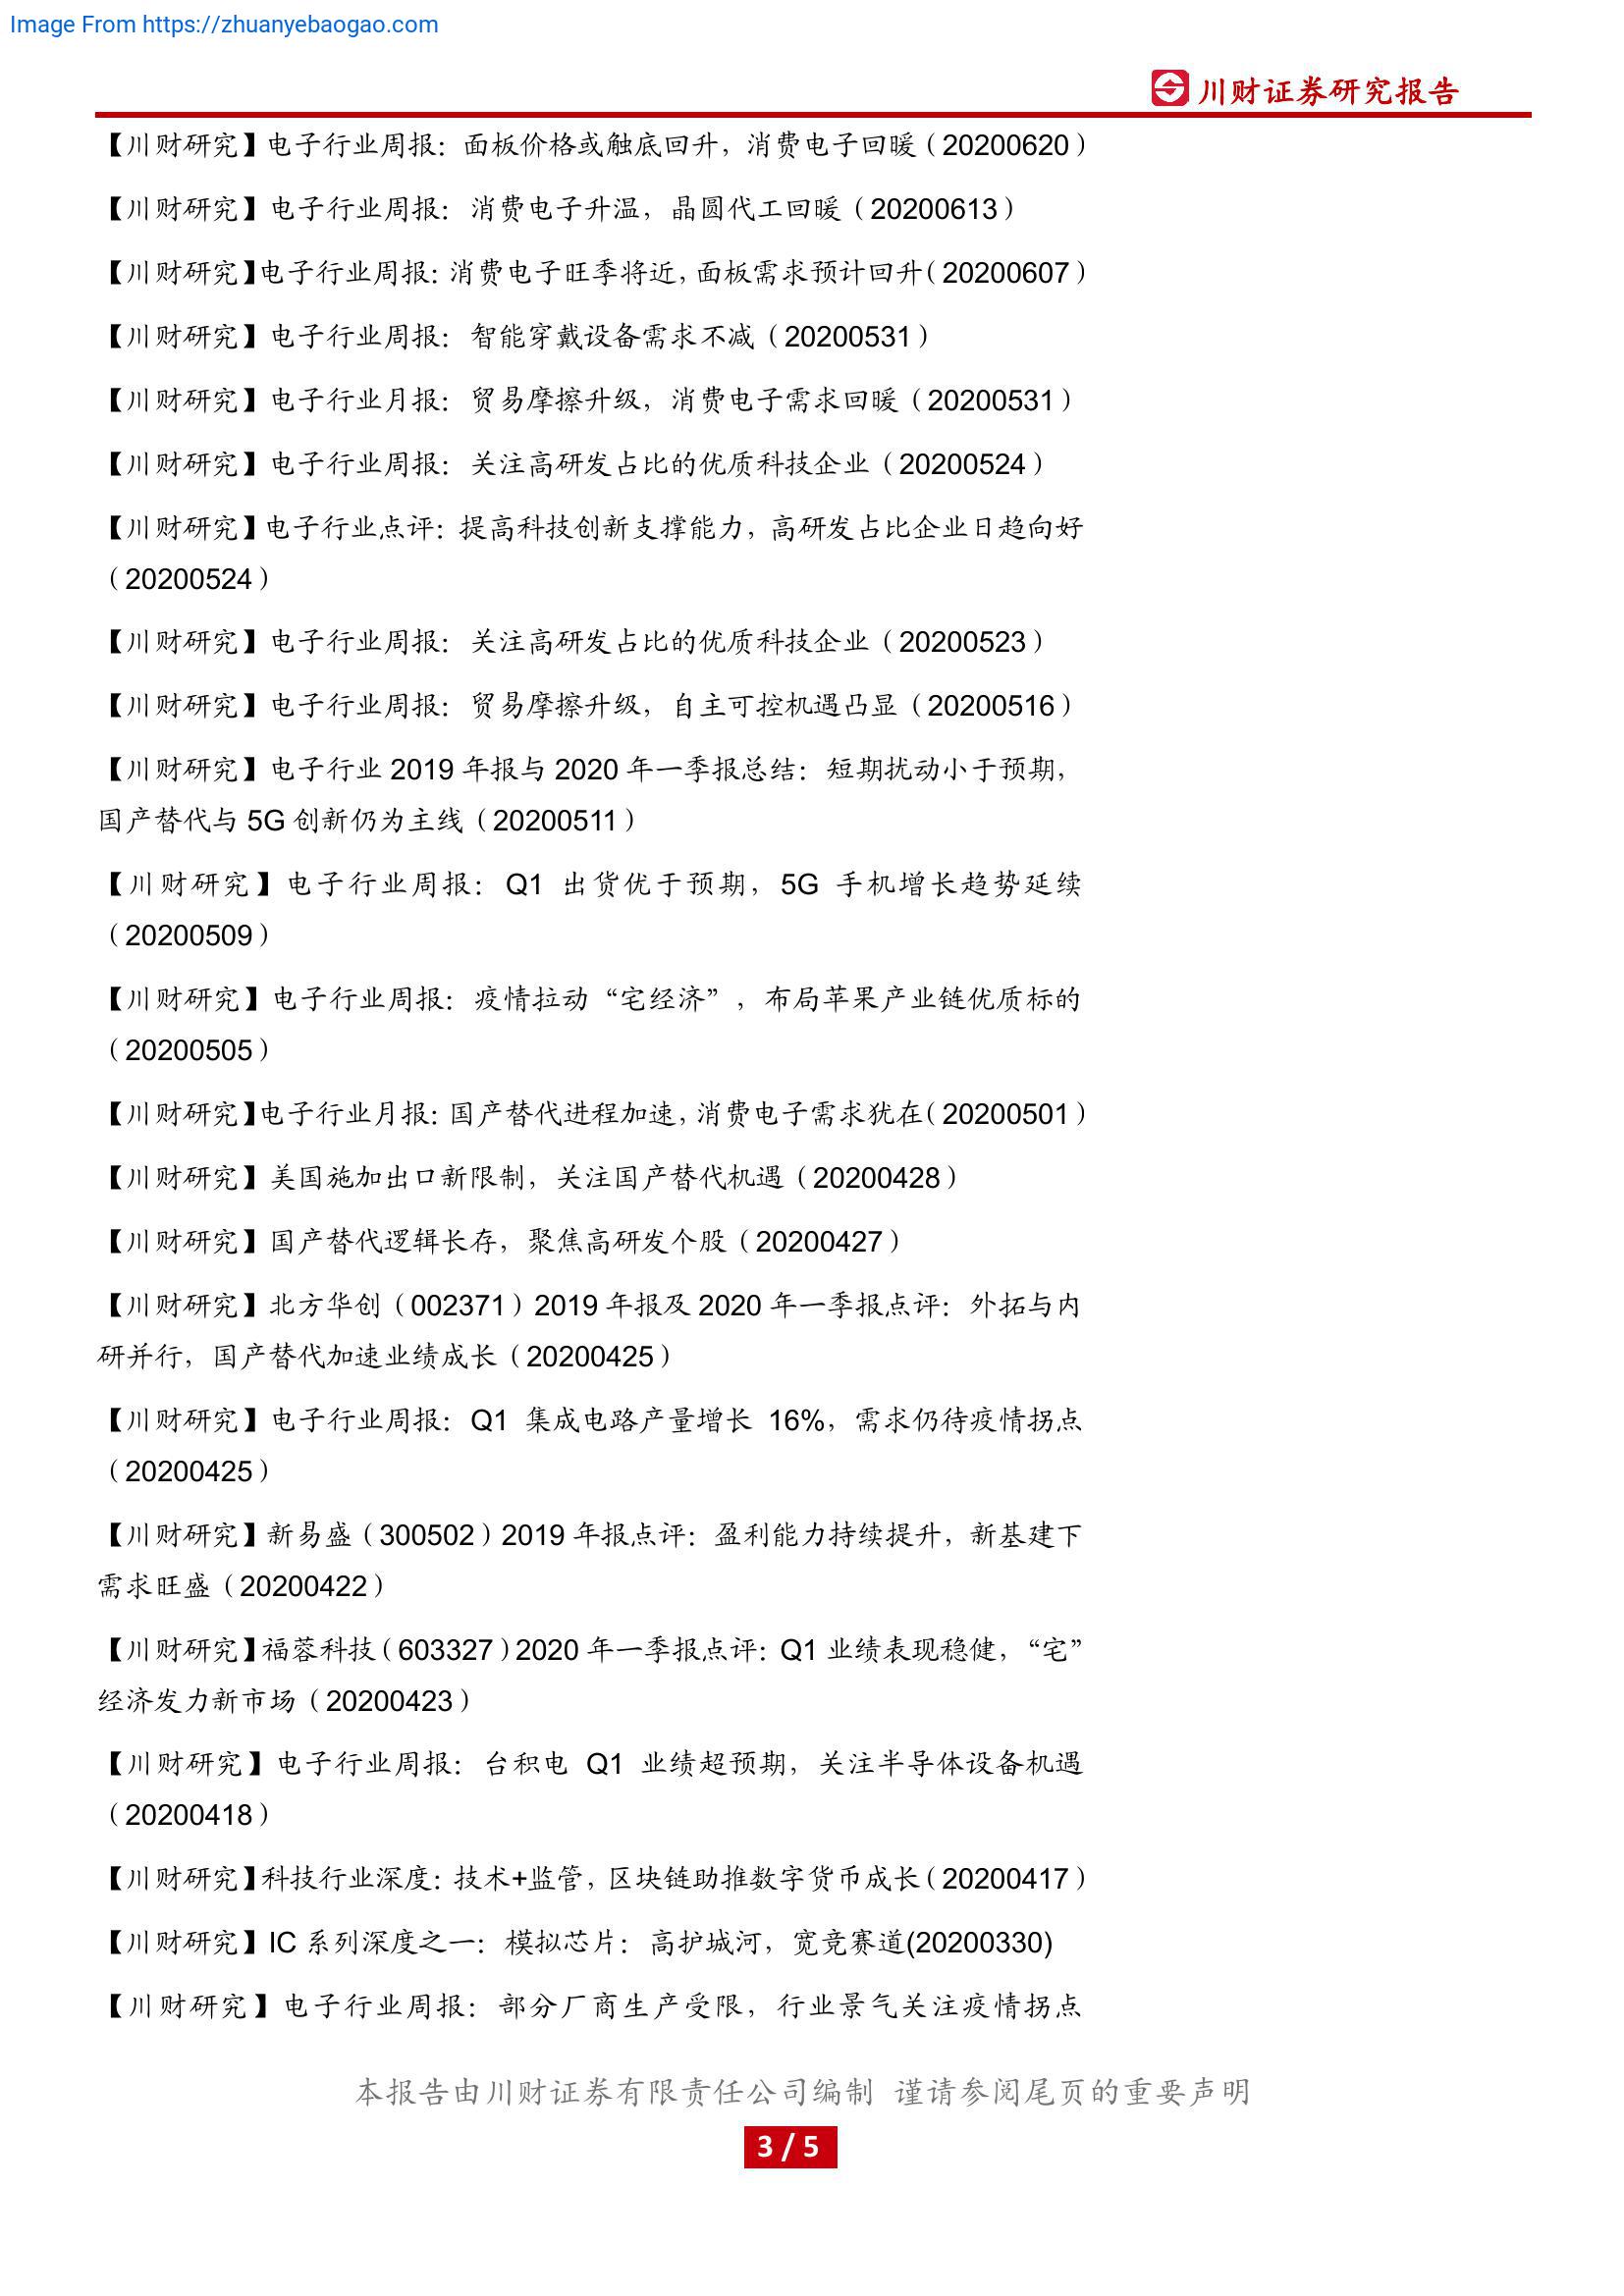 Image From https://zhuanyebaogao.com
川财证券研究报告
【川财研究】电子行业周报：面板价格或触底回升，消费电子回暖（20200620）
【川财研究】电子行业周报：消费电子升温，晶圆代工回暖（20200613）
【川财研究】电子行业周报：消费电子旺季将近，面板需求预计回升（20200607）
【川财研究】电子行业周报：智能穿戴设备需求不减（20200531）
【川财研究】电子行业月报：贸易摩擦升级，消费电子需求回暖（20200531）
【川财研究】电子行业周报：关注高研发占比的优质科技企业（20200524）
【川财研究】电子行业点评：提高科技创新支撑能力，高研发占比企业日趋向好
（20200524）
【川财研究】电子行业周报：关注高研发占比的优质科技企业（20200523）
【川财研究】电子行业周报：贸易摩擦升级，自主可控机遇凸显（20200516）
【川财研究】电子行业 2019 年报与 2020 年一季报总结：短期扰动小于预期，
国产替代与 5G 创新仍为主线（20200511）
【川财研究】电子行业周报：Q1 出货优于预期，5G 手机增长趋势延续
（20200509）
【川财研究】电子行业周报：疫情拉动“宅经济”，布局苹果产业链优质标的
（20200505）
【川财研究】电子行业月报：国产替代进程加速，消费电子需求犹在（20200501）
【川财研究】美国施加出口新限制，关注国产替代机遇（20200428）
【川财研究】国产替代逻辑长存，聚焦高研发个股（20200427）
【川财研究】北方华创（002371）2019 年报及 2020 年一季报点评：外拓与内
研并行，国产替代加速业绩成长（20200425）
【川财研究】电子行业周报：Q1 集成电路产量增长 16%，需求仍待疫情拐点
（20200425）
【川财研究】新易盛（300502）2019 年报点评：盈利能力持续提升，新基建下
需求旺盛（20200422）
【川财研究】福蓉科技（603327）2020 年一季报点评：Q1 业绩表现稳健，“宅”
经济发力新市场（20200423）
【川财研究】电子行业周报：台积电 Q1 业绩超预期，关注半导体设备机遇
（20200418）
【川财研究】科技行业深度：技术+监管，区块链助推数字货币成长（20200417）
【川财研究】IC 系列深度之一：模拟芯片：高护城河，宽竞赛道(20200330)
【川财研究】电子行业周报：部分厂商生产受限，行业景气关注疫情拐点
本报告由川财证券有限责任公司编制 谨请参阅尾页的重要声明
3 / 5